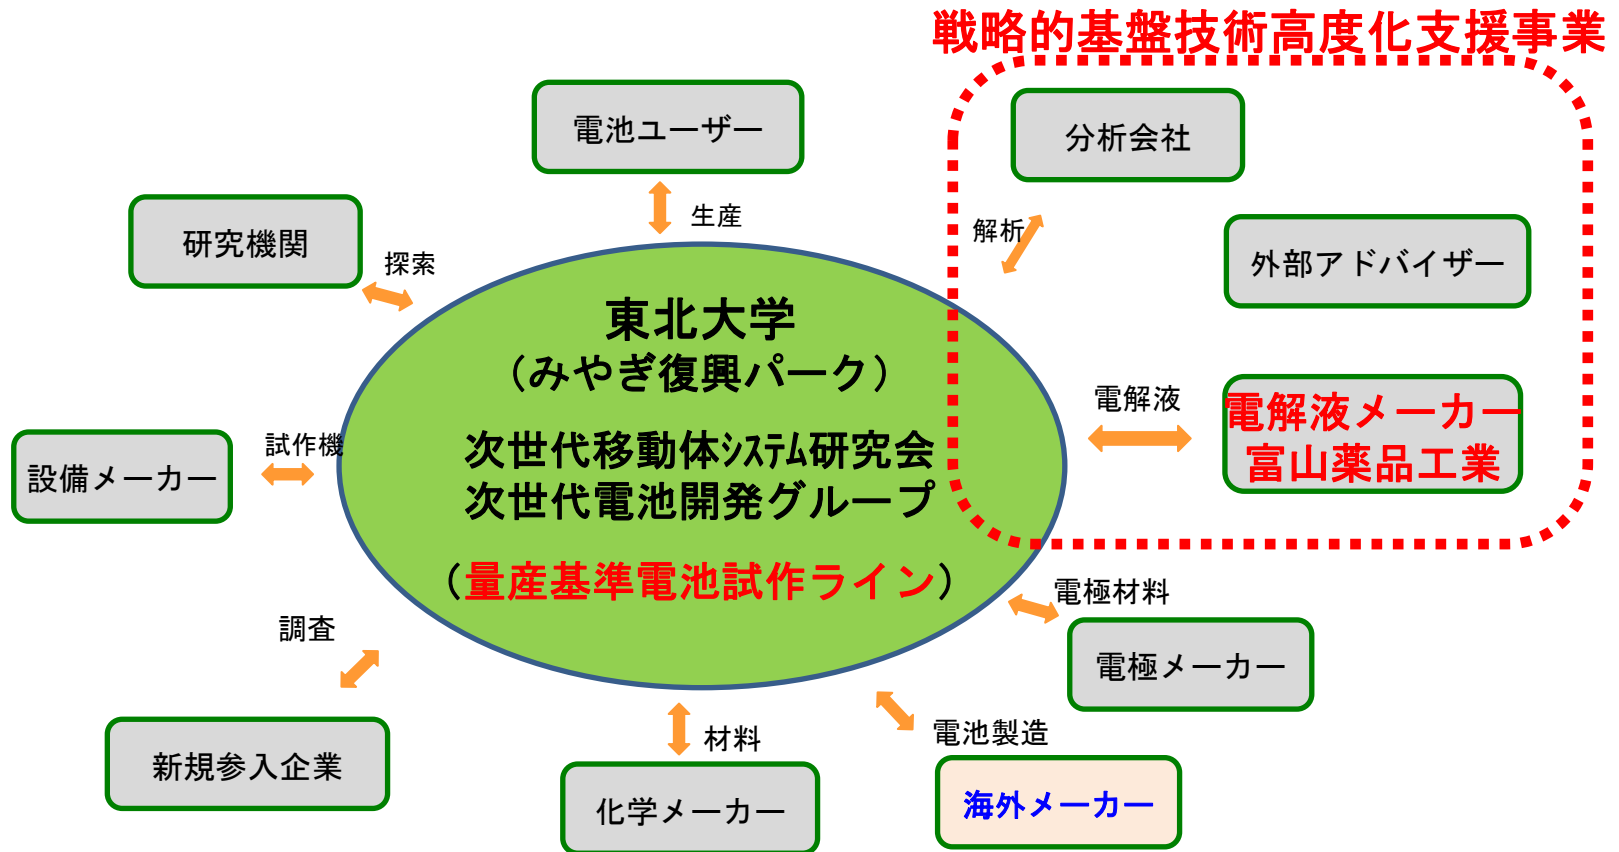 戦略的基盤技術高度化支援事業
電池ユーザー
分析会社
生産
解析
研究機関
探索
外部アドバイザー
東北大学
（みやぎ復興パーク）
次世代移動体ｼｽﾃﾑ研究会
次世代電池開発グループ
（量産基準電池試作ライン）
電解液
電解液メーカー
富山薬品工業
試作機
設備メーカー
電極材料
電極メーカー
調査
新規参入企業
材料
化学メーカー
電池製造
海外メーカー